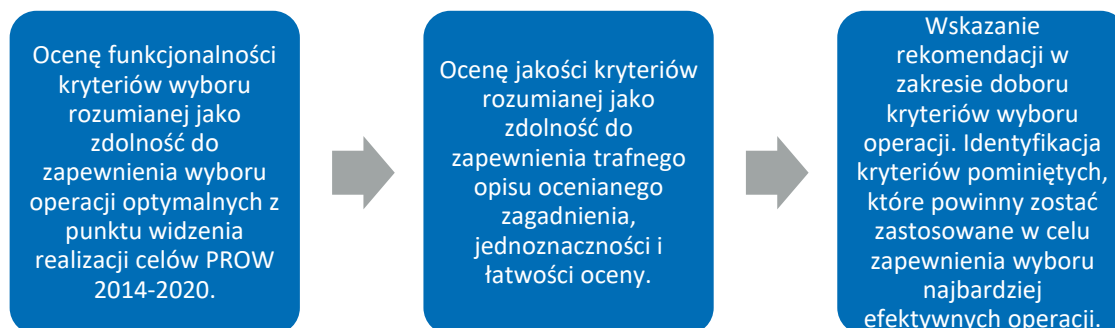 Ocenę funkcjonalności
kryteriów wyboru
rozumianej jako
zdolność do
zapewnienia wyboru
operacji optymalnych z
punktu widzenia
realizacji celów PROW
2014-2020.
Ocenę jakości kryteriów
rozumianej jako
zdolność do
zapewnienia trafnego
opisu ocenianego
zagadnienia,
jednoznaczności i
łatwości oceny.
Wskazanie
rekomendacji w
zakresie doboru
kryteriów wyboru
operacji. Identyfikacja
kryteriów pominiętych,
które powinny zostać
zastosowane w celu
zapewnienia wyboru
najbardziej
efektywnych operacji.